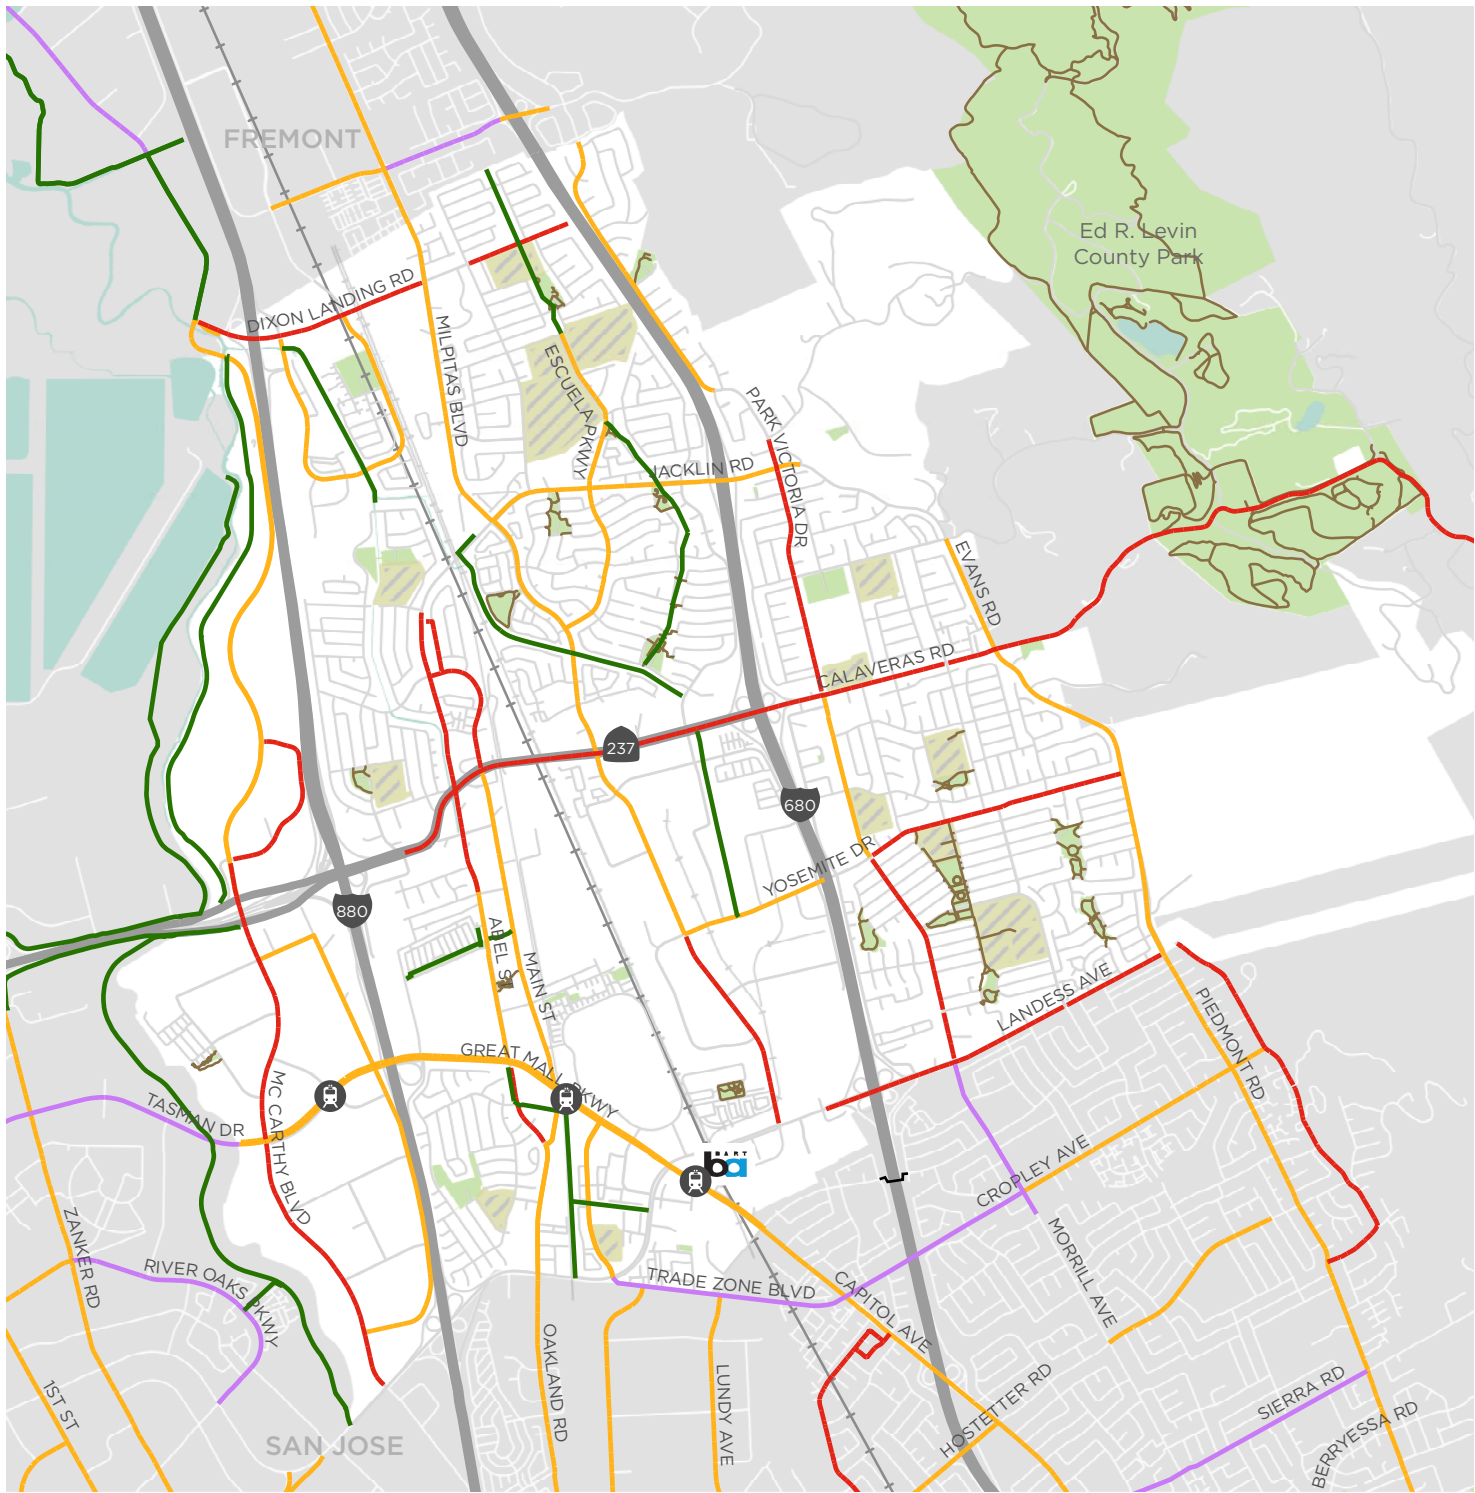 FREMONT
Ed R. Levin
County Park
DIXON LANDING RD
MILPITAS BLVD
ESCUELA PKWY
PARK VICTORIA DR
JACKLIN RD
EVANS RD
CALAVERAS RD
237
680
YOSEMITE DR
880
ABEL ST
MAIN ST
LANDESS AVE
PIEDMONT RD
GREAT MALL PKWY
MC CARTHY BLVD
TASMAN DR
BART
ba
CROPLEY AVE
ZANKER RD
RIVER OAKS PKWY
MORRILL AVE
TRADE ZONE BLVD
CAPITOL AVE
OAKLAND RD
LUNDY AVE
HOSTETTER RD
SIERRA RD
BERRYESSA RD
1ST ST
SAN JOSE